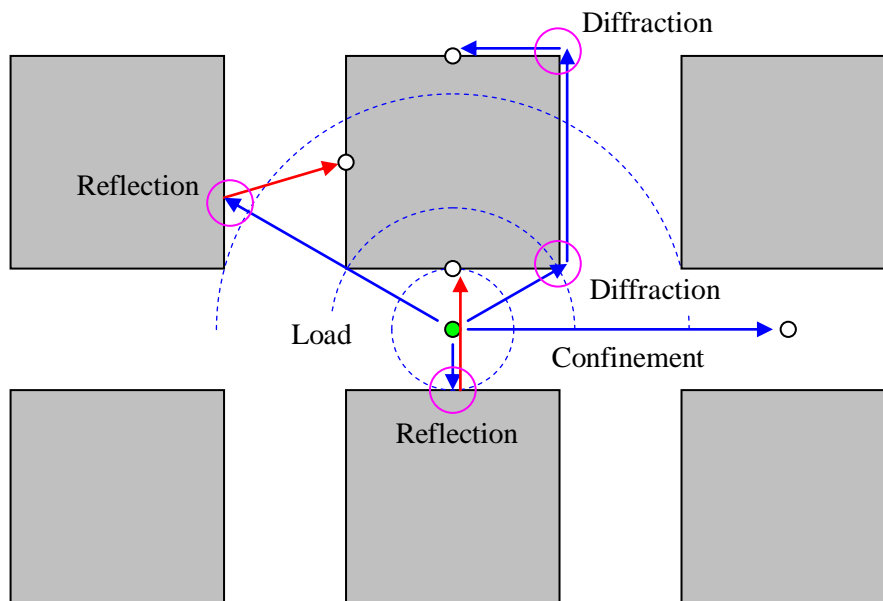 Diffraction
Reflection
Diffraction
Load
Confinement
Reflection